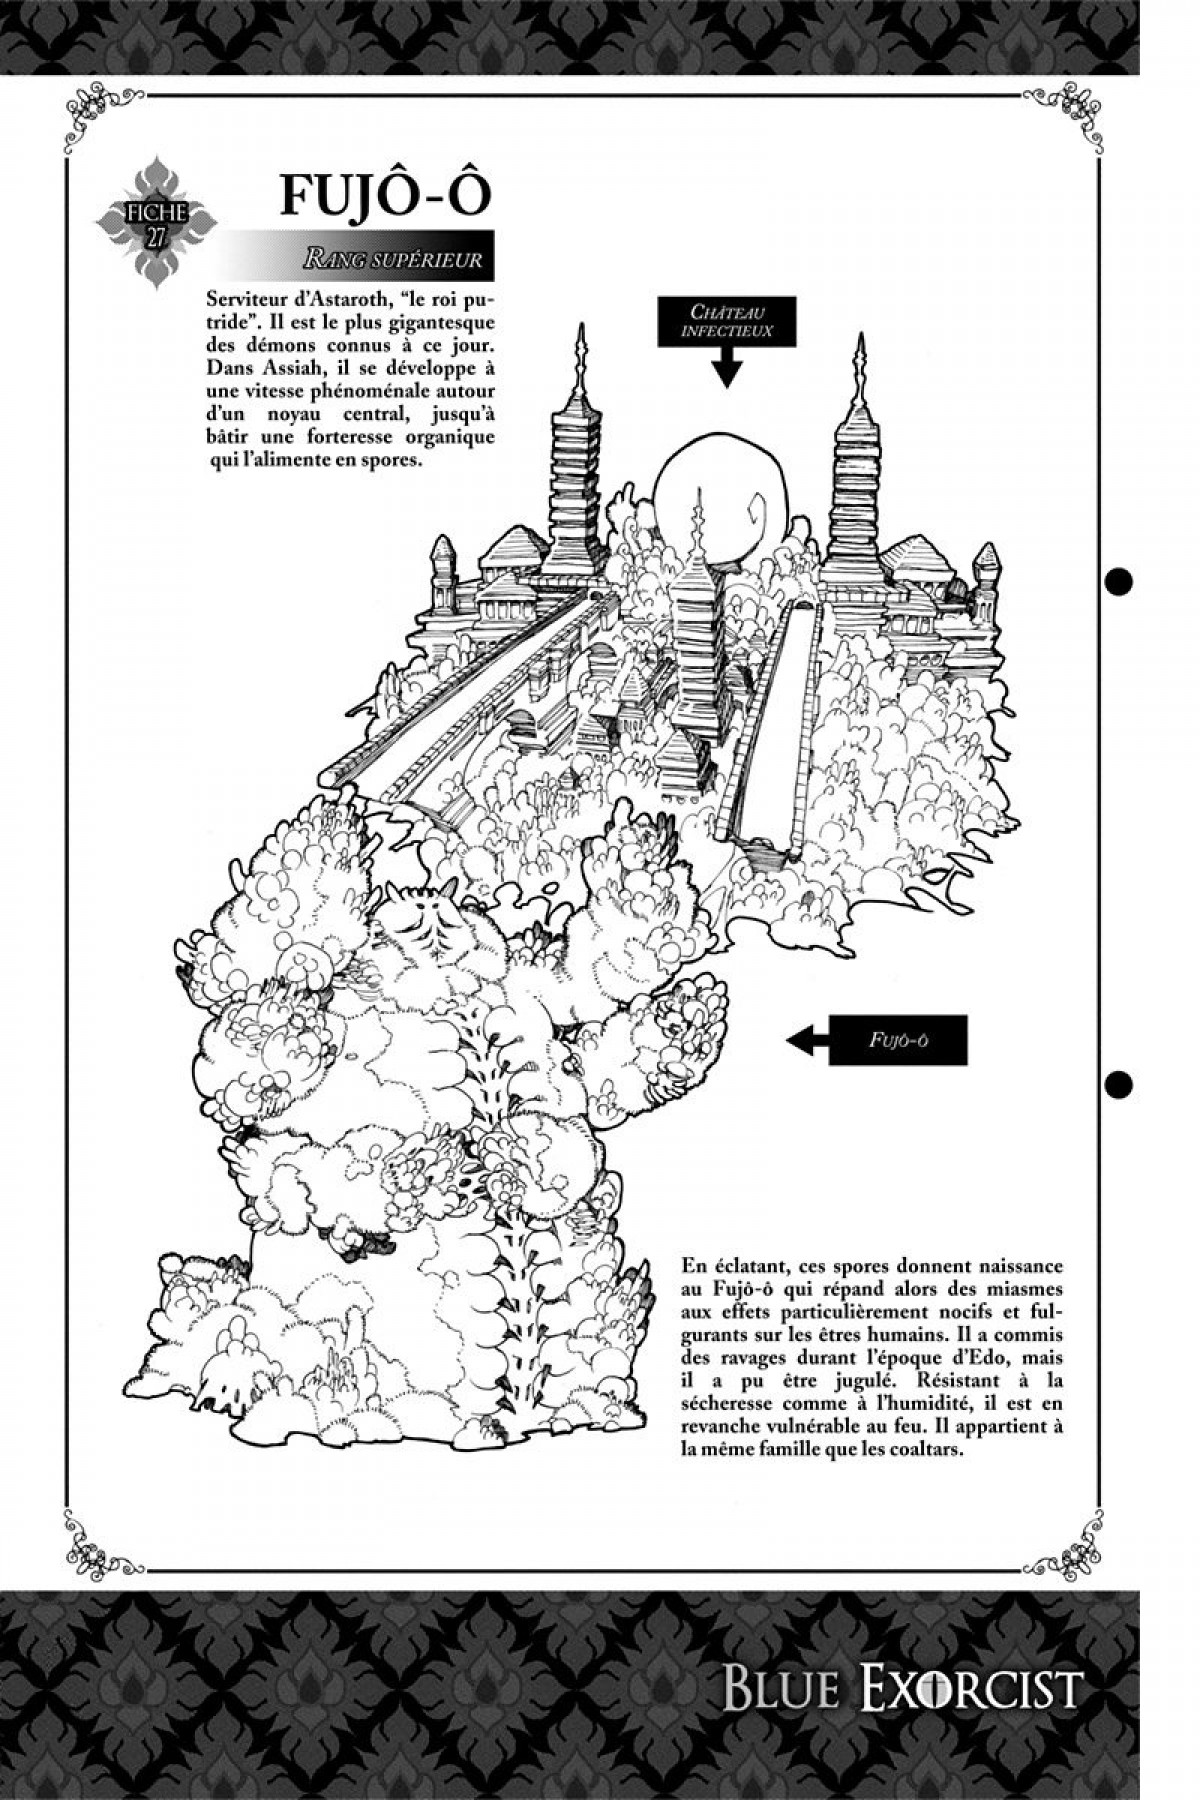 FICHE
27
FUJÔ-Ô
RANG SUPÉRIEUR
Serviteur d’Astaroth, “le roi pu-
tride”. Il est le plus gigantesque
des démons connus à ce jour.
Dans Assiah, il se développe à
une vitesse phénoménale autour
d’un noyau central, jusqu’à
bâtir une forteresse organique
qui l’alimente en spores.
CHÂTEAU
INFECTIEUX
FUJÔ-Ô
En éclatant, ces spores donnent naissance
au Fujô-ô qui répand alors des miasmes
aux effets particulièrement nocifs et ful-
gurants sur les êtres humains. Il a commis
des ravages durant l’époque d’Edo, mais
il a pu être jugulé. Résistant à la
sécheresse comme à l’humidité, il est en
revanche vulnérable au feu. Il appartient à
la même famille que les coaltars.
BLUE EXORCIST